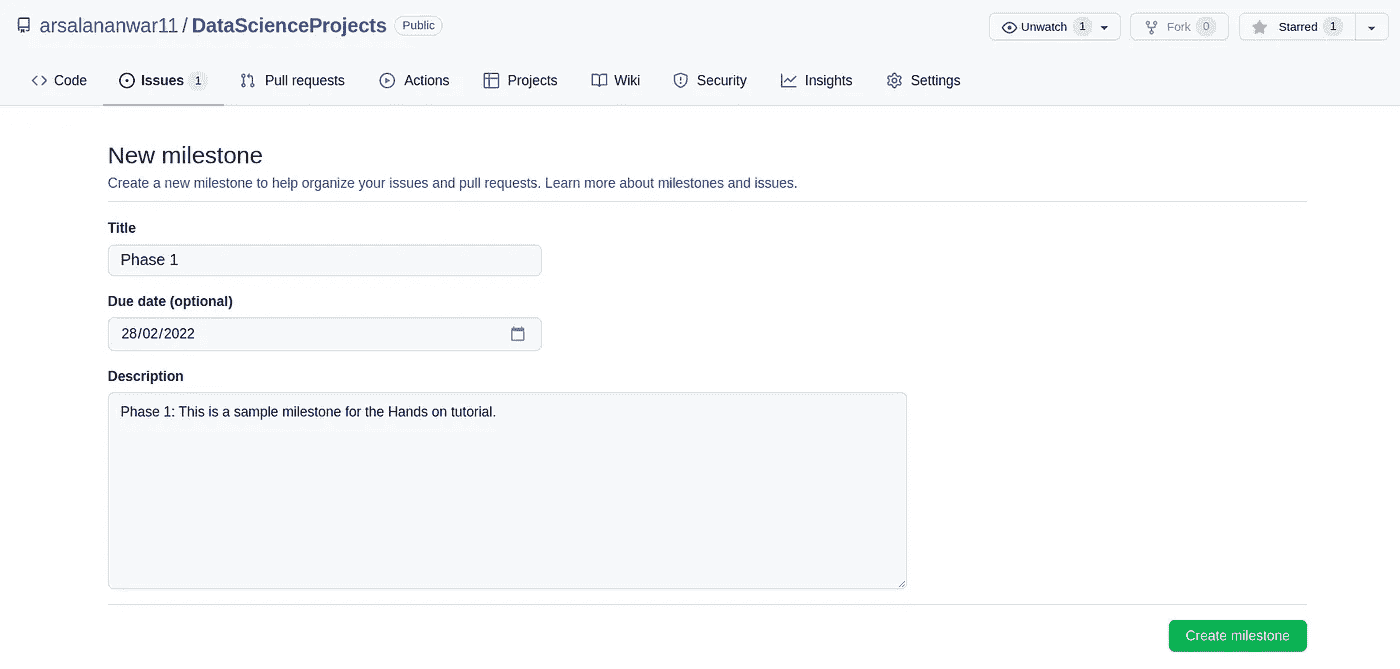 arsalananwar11 / DataScienceProjects Public Unwatch 1 Fork 0 Starred 1
Code Issues 1 Pull requests Actions Projects Wiki Security Insights Settings
New milestone
Create a new milestone to help organize your issues and pull requests. Learn more about milestones and issues.
Title
Phase 1
Due date (optional)
28/02/2022
Description
Phase 1: This is a sample milestone for the Hands on tutorial.
Create milestone